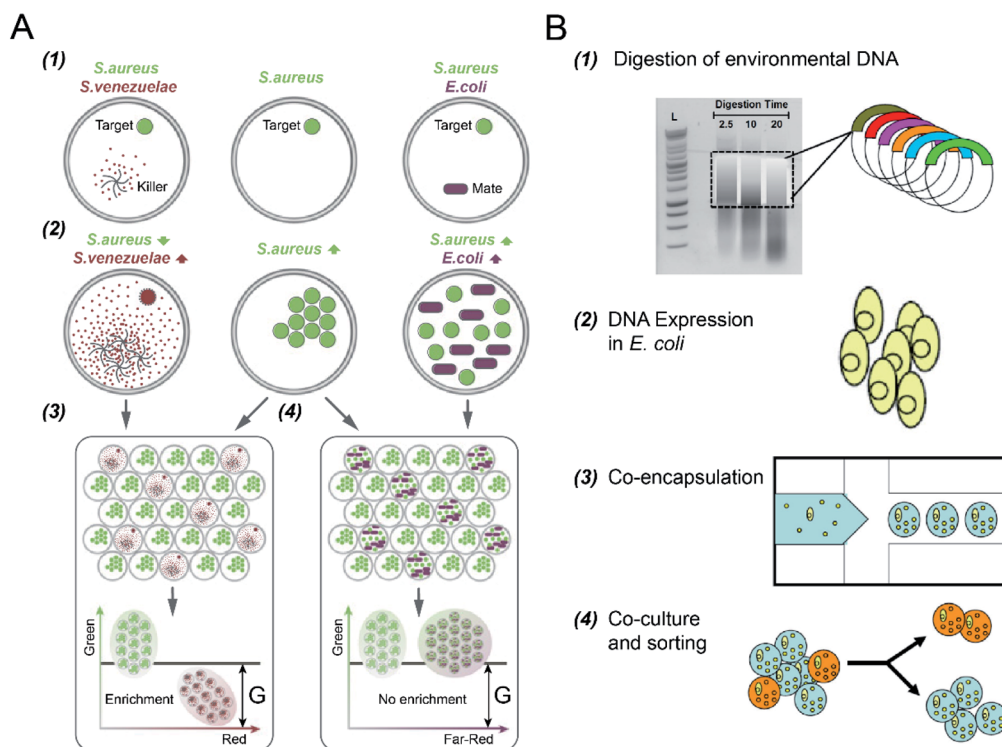 A
(1)
S.aureus
S.venezuelae
S.aureus
S.aureus
E.coli
Target
Killer
Target
Target
Mate
(2)
S.aureus
S.venezuelae
S.aureus
S.aureus
E.coli
(3)
(4)
Green
Enrichment
G
Red
Green
No enrichment
G
Far-Red
B
(1) Digestion of environmental DNA
L
Digestion Time
2.5 10 20
(2) DNA Expression
in E. coli
(3) Co-encapsulation
(4) Co-culture
and sorting